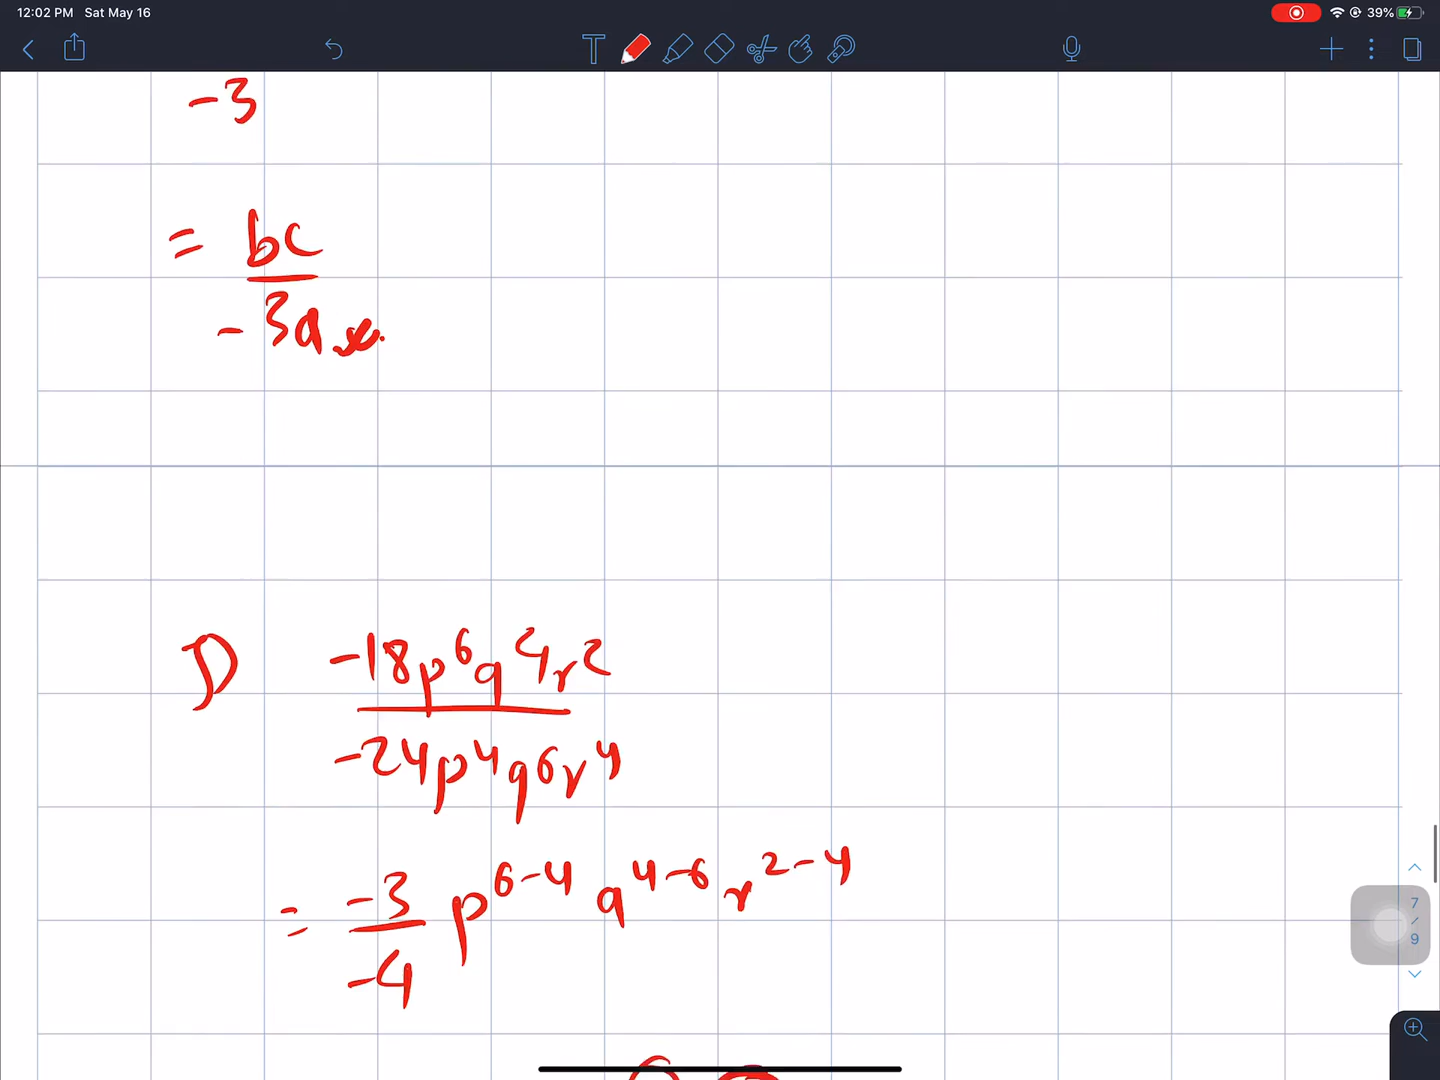 12:02 PM Sat May 16
39%
T
-3
= bc
-3a
D -18p⁶q⁴r²
-24p⁴q⁶r⁴
= -3 p⁶⁻⁴ q⁴⁻⁶ r²⁻⁴
-4
7
/
9